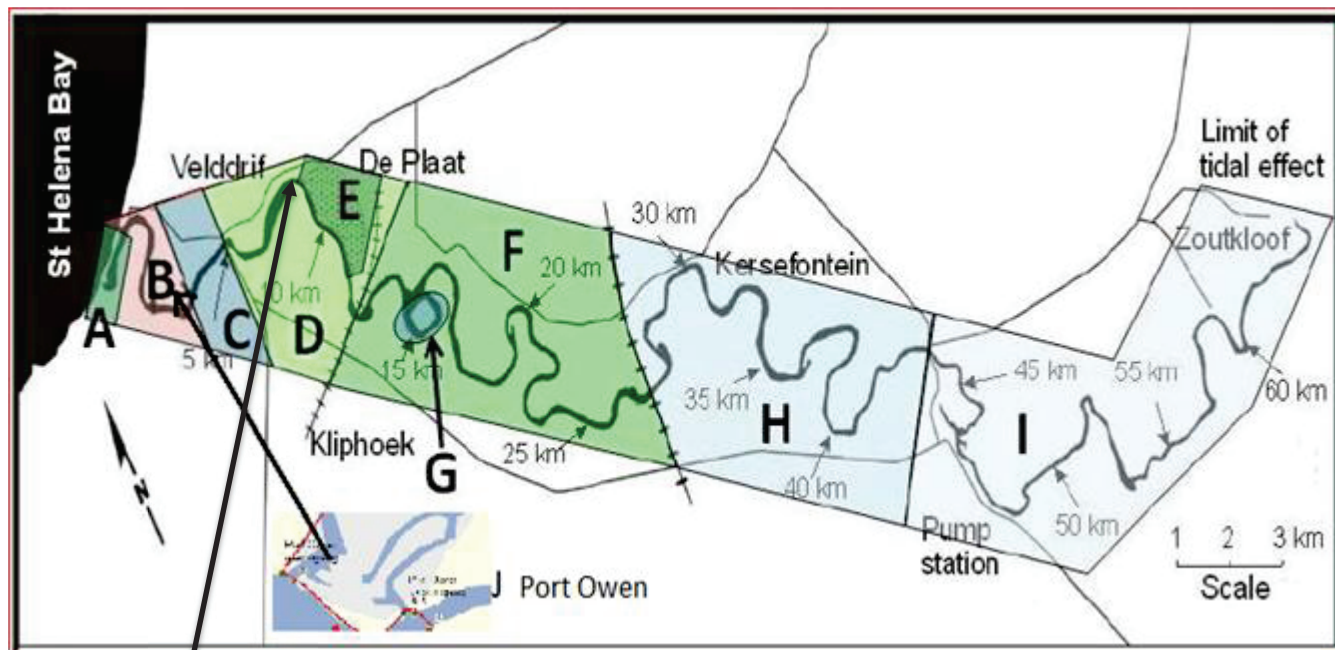 St Helena Bay
Velddrif
De Plaat
Limit of
tidal effect
A
B
C
D
E
F
G
H
I
30 km
Kersefontein
Zoutkloof
20 km
10 km
5 km
15 km
35 km
45 km
55 km
60 km
Kliphoek
25 km
40 km
50 km
Pump
station
N
1 2 3 km
Scale
J Port Owen